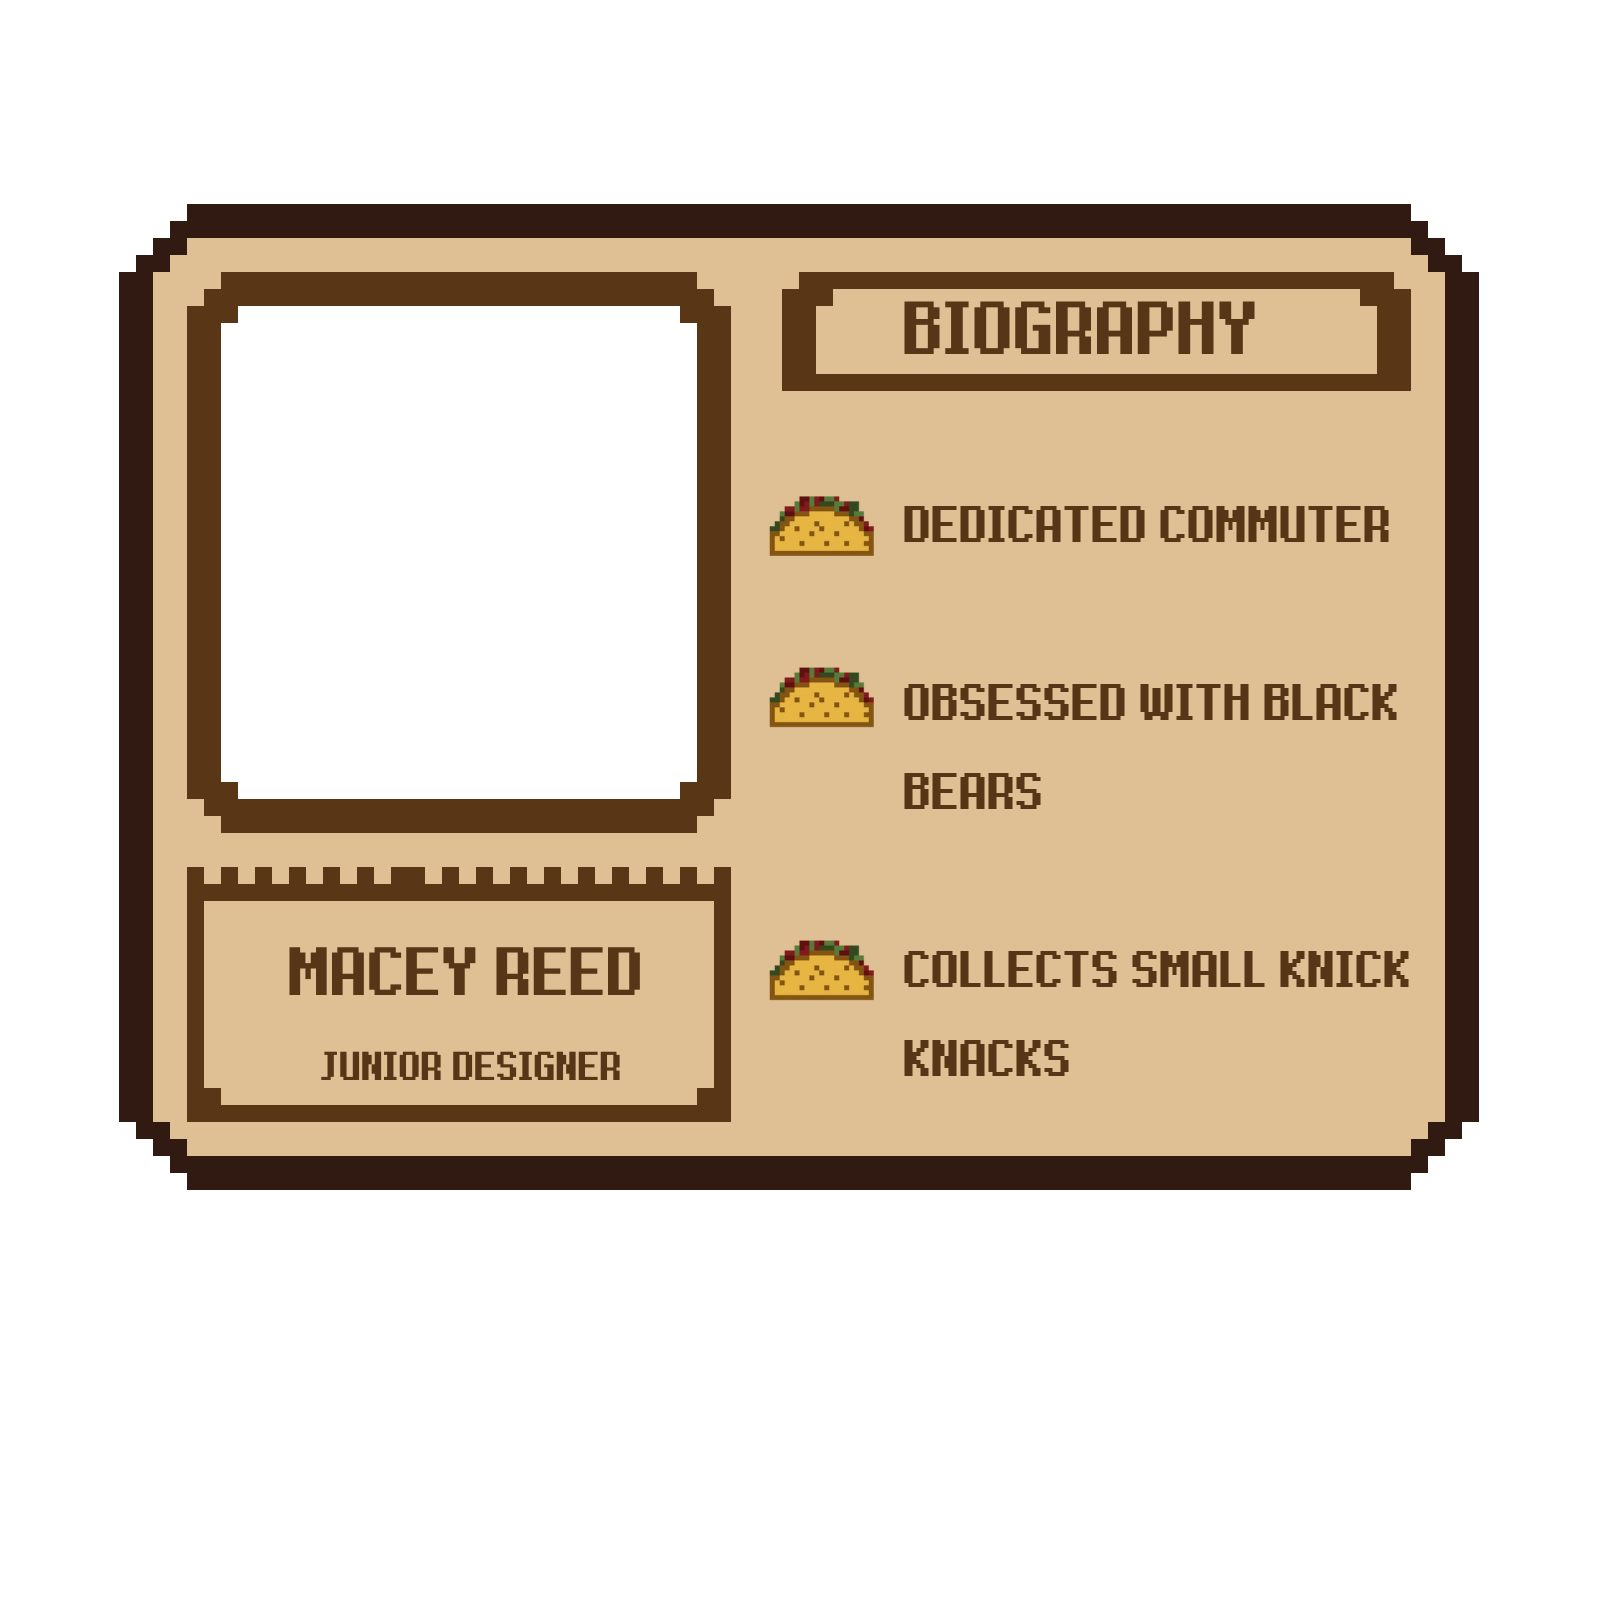 BIOGRAPHY
DEDICATED COMMUTER
OBSESSED WITH BLACK
BEARS
COLLECTS SMALL KNICK
KNACKS
MACEY REED
JUNIOR DESIGNER